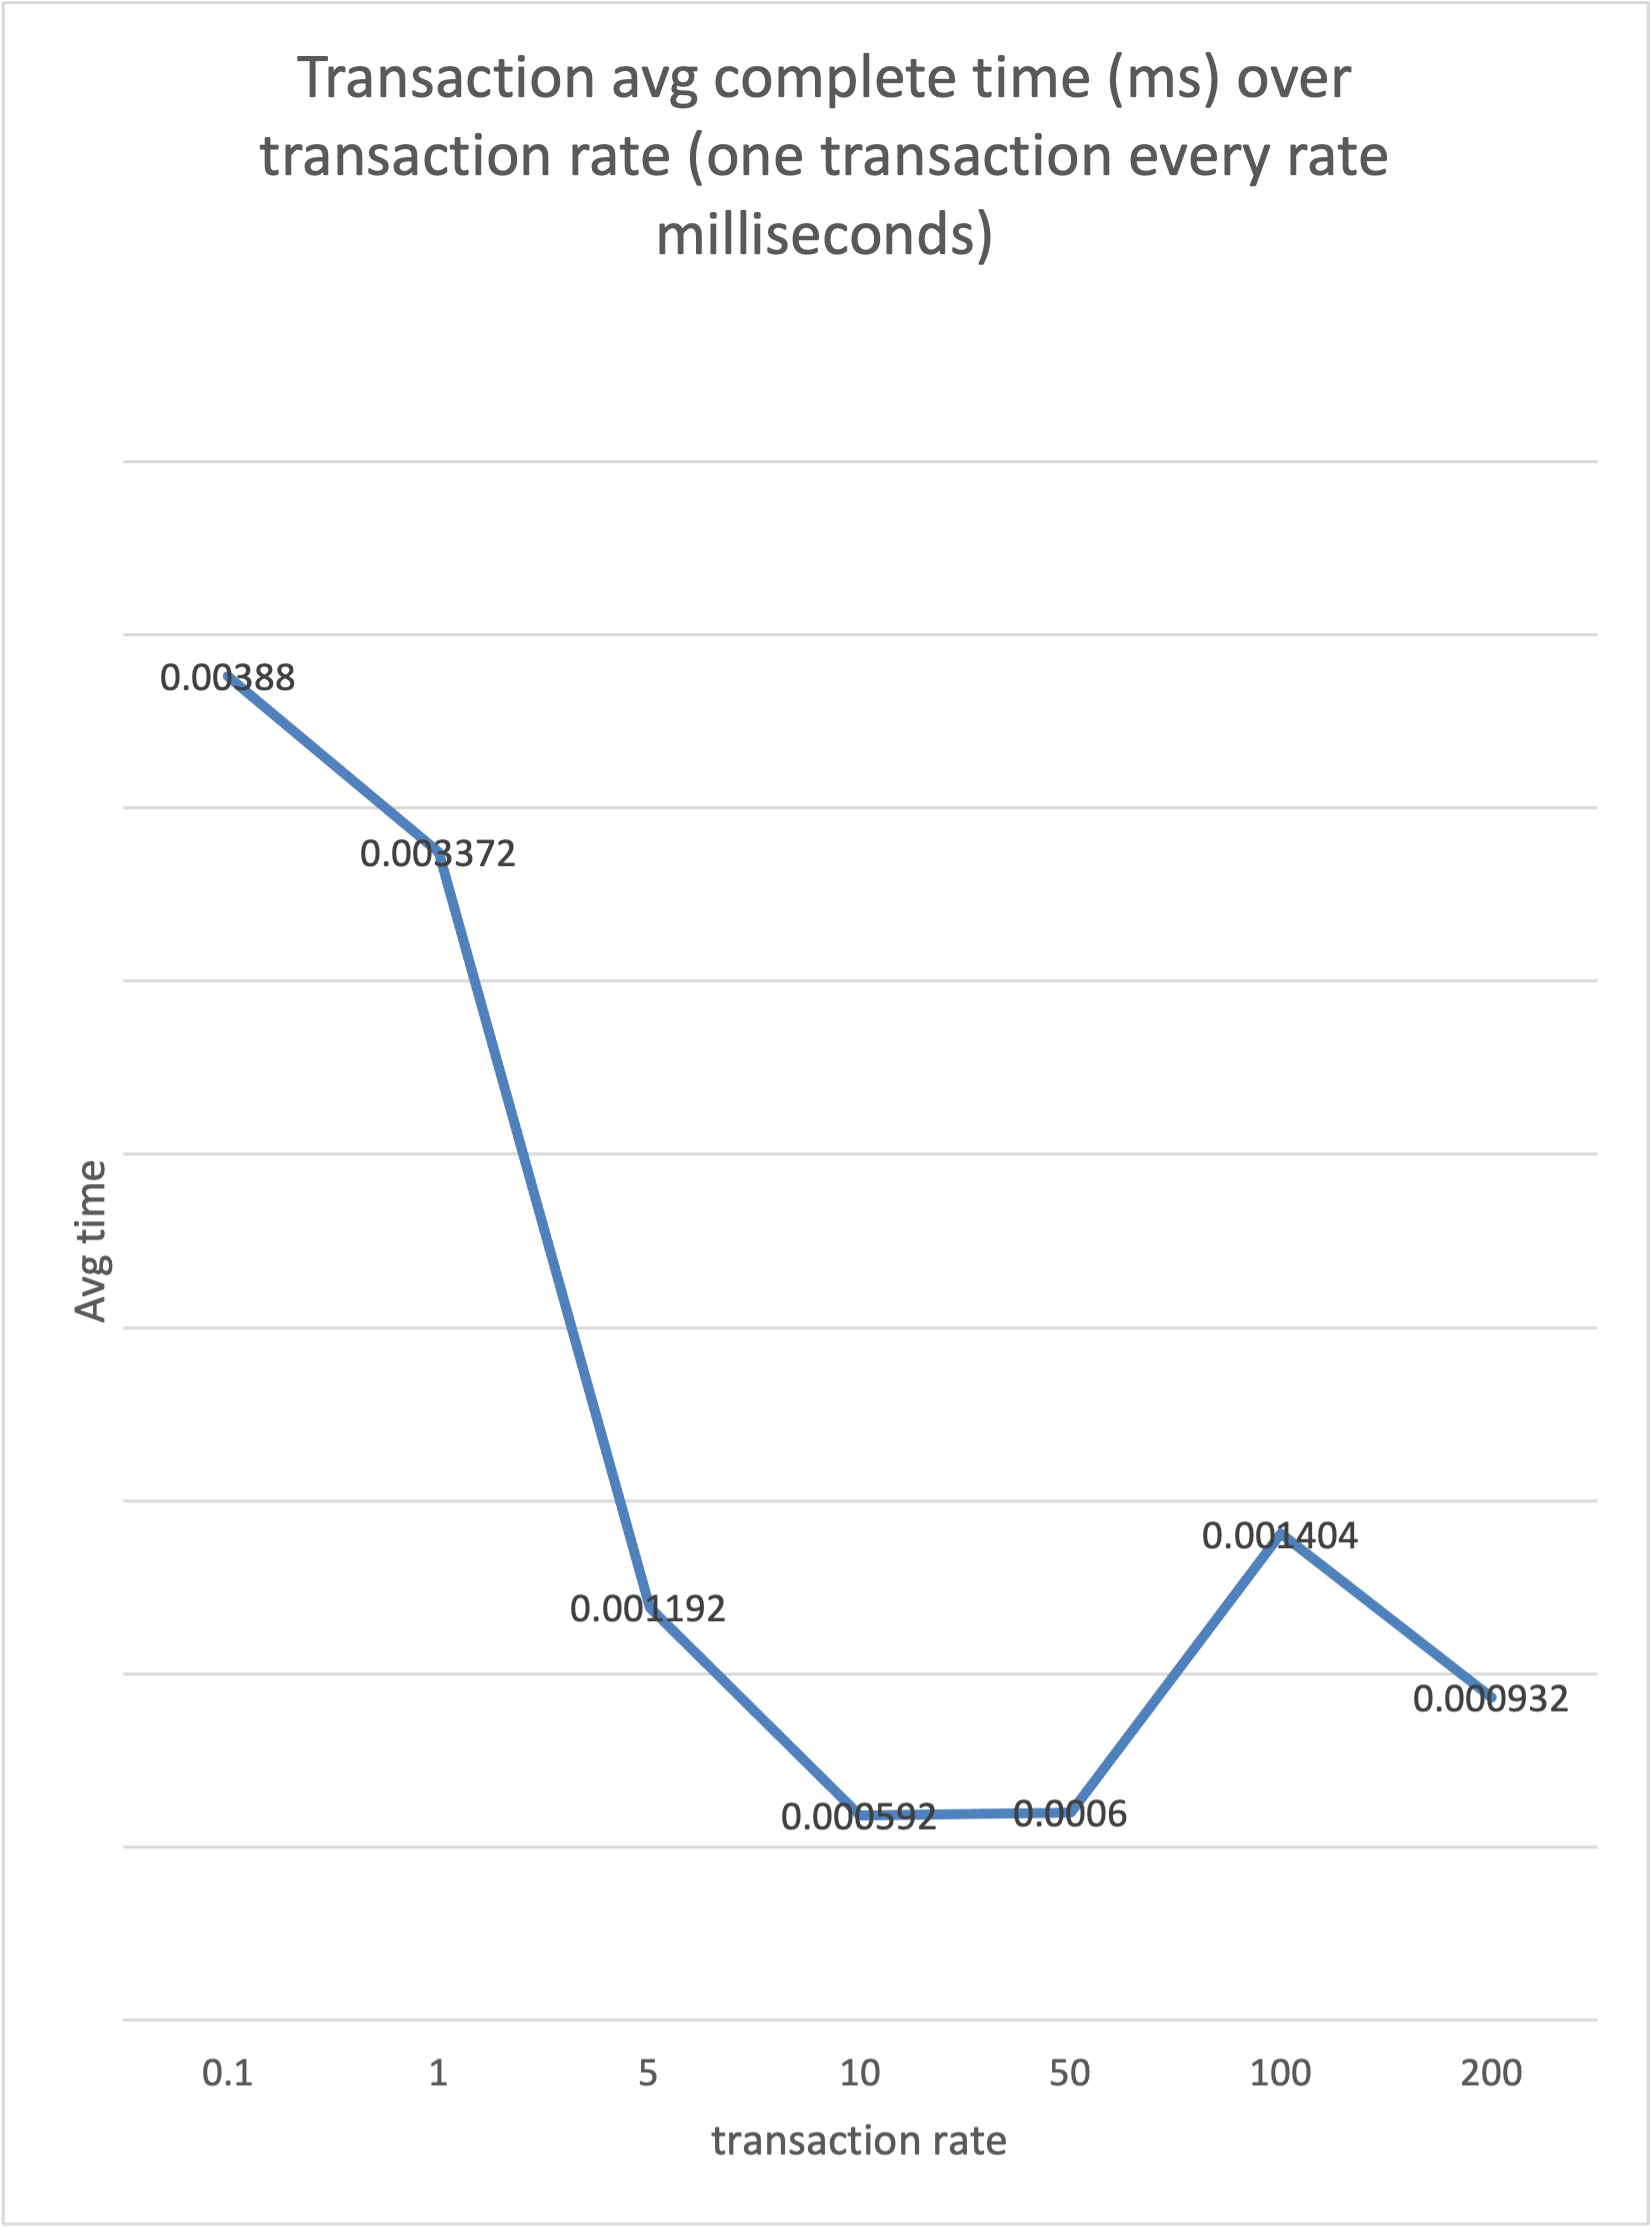 Transaction avg complete time (ms) over
transaction rate (one transaction every rate
milliseconds)
0.00388
0.003372
0.001192
0.000592
0.0006
0.001404
0.000932
Avg time
0.1 1 5 10 50 100 200
transaction rate